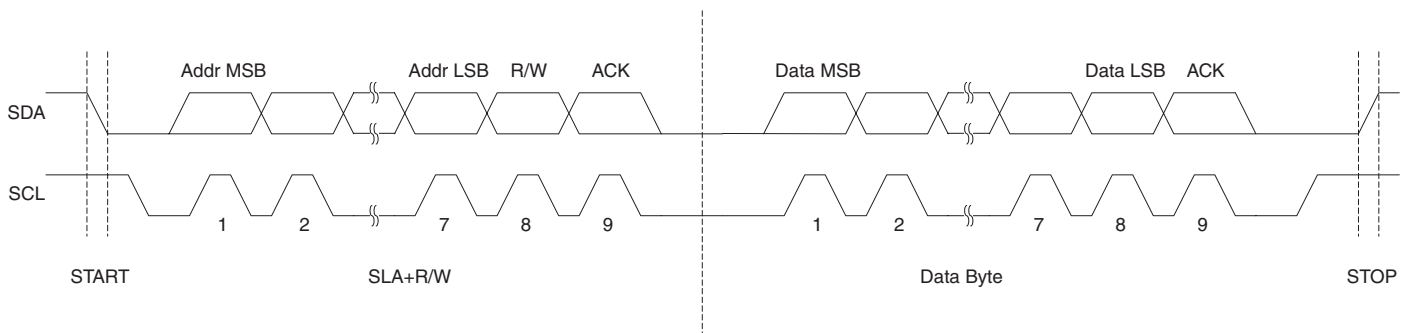 Addr MSB Addr LSB R/W ACK Data MSB Data LSB ACK
SDA
SCL
1 2 7 8 9 1 2 7 8 9
START SLA+R/W Data Byte STOP